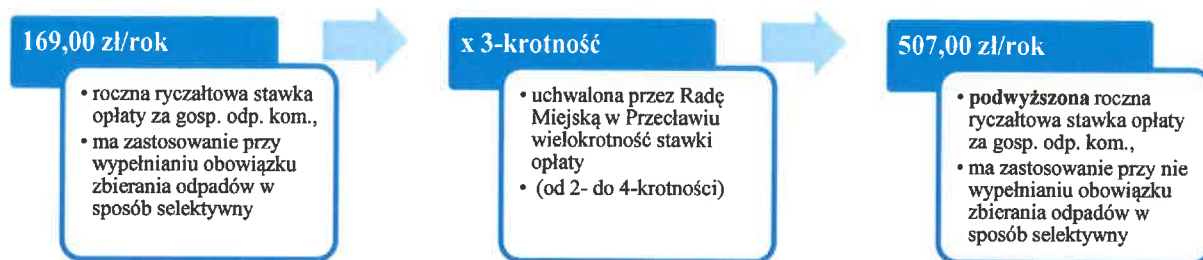 169,00 zł/rok
• roczna ryczałtowa stawka
opłaty za gosp. odp. kom.,
• ma zastosowanie przy
wypełnianiu obowiązku
zbierania odpadów w
sposób selektywny
x 3-krotność
• uchwalona przez Radę
Miejską w Przecławiu
wielokrotność stawki
opłaty
• (od 2- do 4-krotności)
507,00 zł/rok
• podwyższona roczna
ryczałtowa stawka opłaty
za gosp. odp. kom.,
• ma zastosowanie przy nie
wypełnianiu obowiązku
zbierania odpadów w
sposób selektywny